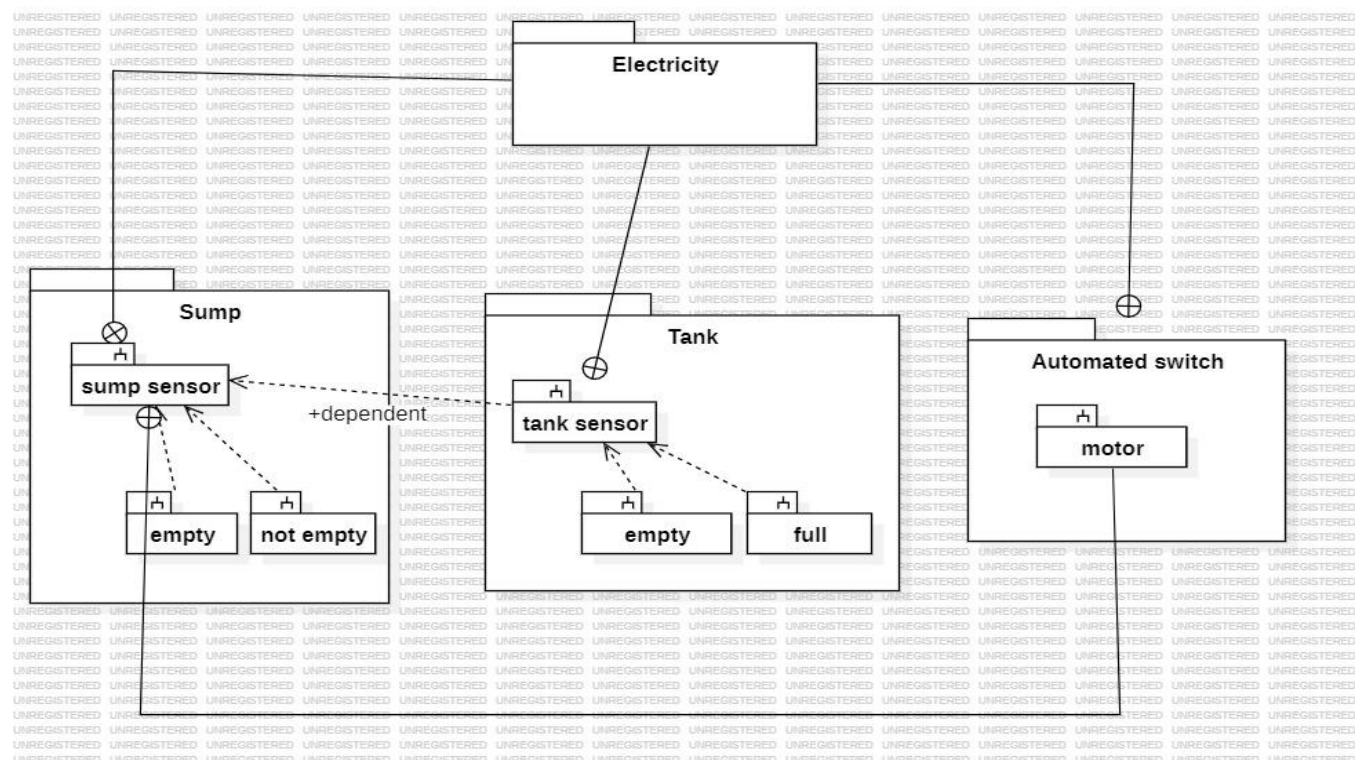 Electricity
Sump
Tank
Automated switch
sump sensor
+dependent
tank sensor
motor
empty
not empty
empty
full
UNREGISTERED